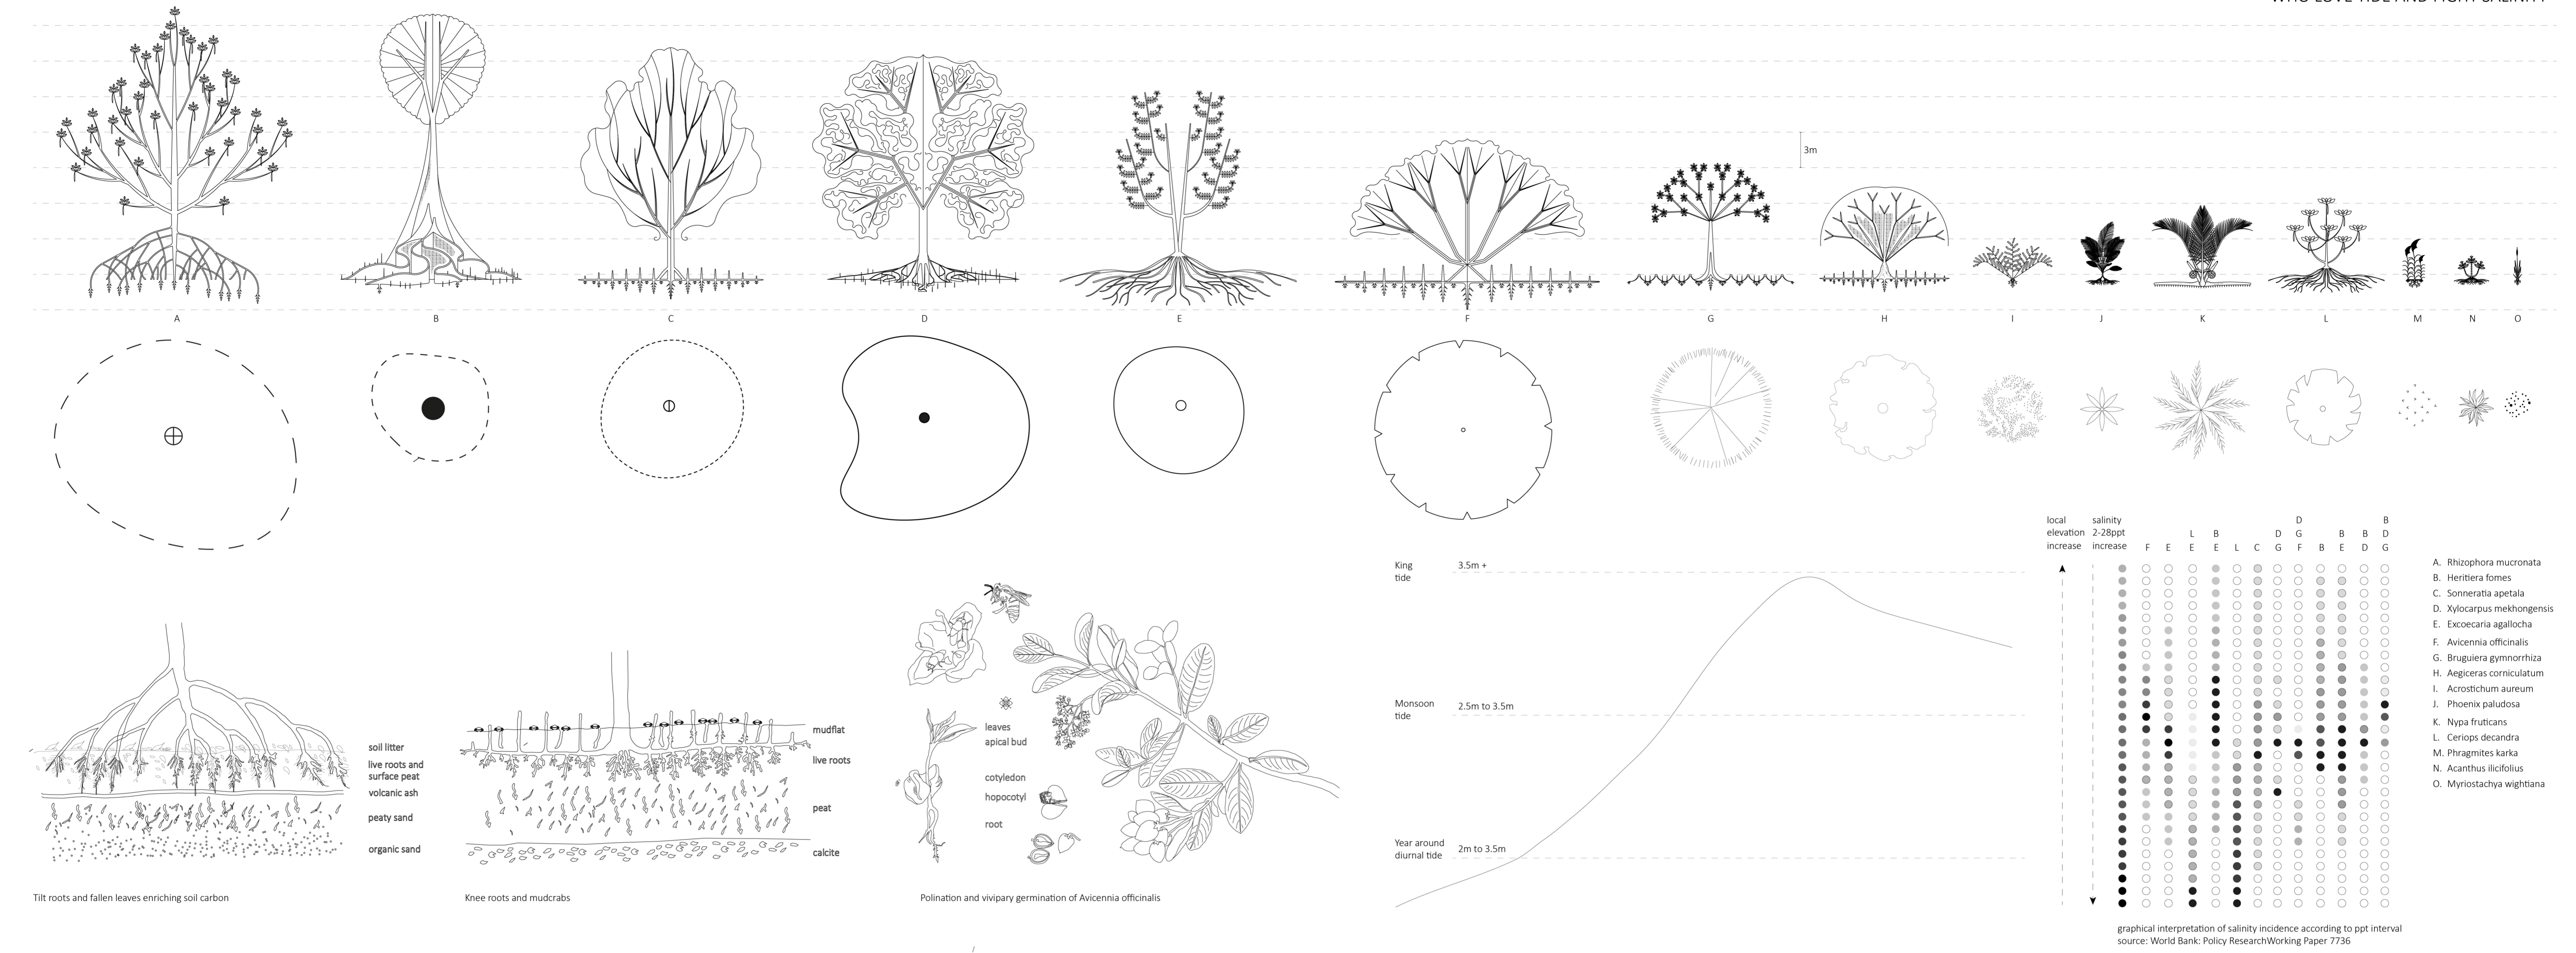 WHO LOVE TIDE AND FIGHT SALINITY
3m
A
B
C
D
E
F
G
H
I
J
K
L
M
N
O
soil litter
live roots and
surface peat
volcanic ash
peaty sand
organic sand
Tilt roots and fallen leaves enriching soil carbon
mudflat
live roots
peat
calcite
Knee roots and mudcrabs
leaves
apical bud
cotyledon
hopocotyl
root
Polination and vivipary germination of Avicennia officinalis
King
tide
3.5m +
Monsoon
tide
2.5m to 3.5m
Year around
diurnal tide
2m to 3.5m
local
elevation
increase
salinity
2-28ppt
increase
D B
L B D G B B D
F E E E L C G F B E D G
graphical interpretation of salinity incidence according to ppt interval
source: World Bank: Policy ResearchWorking Paper 7736
A. Rhizophora mucronata
B. Heritiera fomes
C. Sonneratia apetala
D. Xylocarpus mekhongensis
E. Excoecaria agallocha
F. Avicennia officinalis
G. Bruguiera gymnorrhiza
H. Aegiceras corniculatum
I. Acrostichum aureum
J. Phoenix paludosa
K. Nypa fruticans
L. Ceriops decandra
M. Phragmites karka
N. Acanthus ilicifolius
O. Myriostachya wightiana